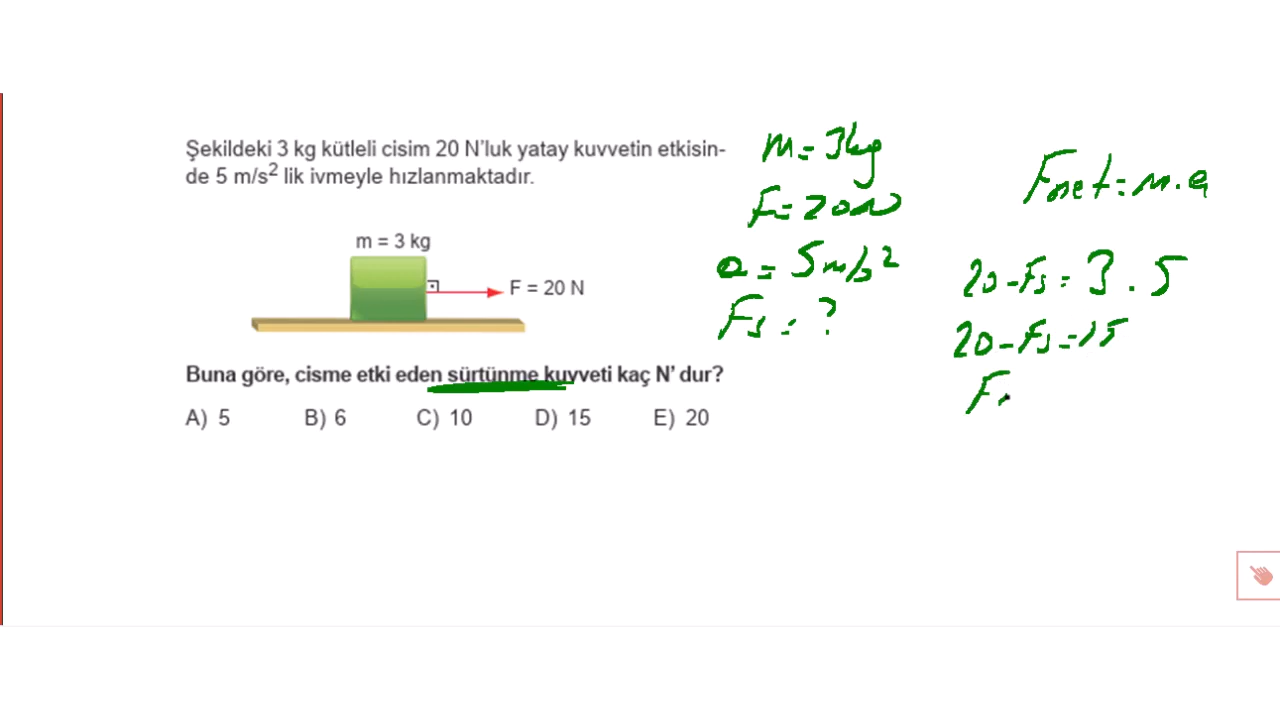 Şekildeki 3 kg kütleli cisim 20 N'luk yatay kuvvetin etkisin-
de 5 m/s² lik ivmeyle hızlanmaktadır.
m = 3 kg
F = 20 N
Buna göre, cisme etki eden sürtünme kuvveti kaç N' dur?
A) 5 B) 6 C) 10 D) 15 E) 20
m = 3kg
F = 20N
a = 5m/s²
Fs = ?
Fnet = m.a
20-Fs = 3.5
20-Fs=15
F